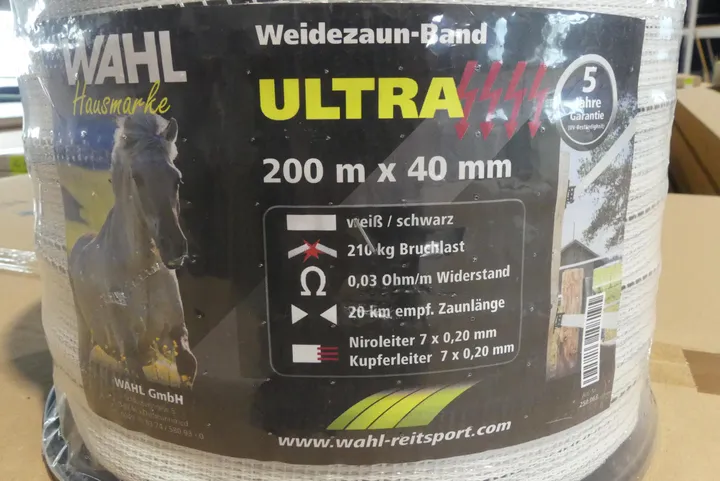 WAHL
Hausmarke
Weidezaun-Band
ULTRA
5
Jahre
Garantie
(UV-Beständigkeit)
200 m x 40 mm
weiß / schwarz
210 kg Bruchlast
0,03 Ohm/m Widerstand
20 km empf. Zaunlänge
Niroleiter 7 x 0,20 mm
Kupferleiter 7 x 0,20 mm
WAHL GmbH
www.wahl-reitsport.com